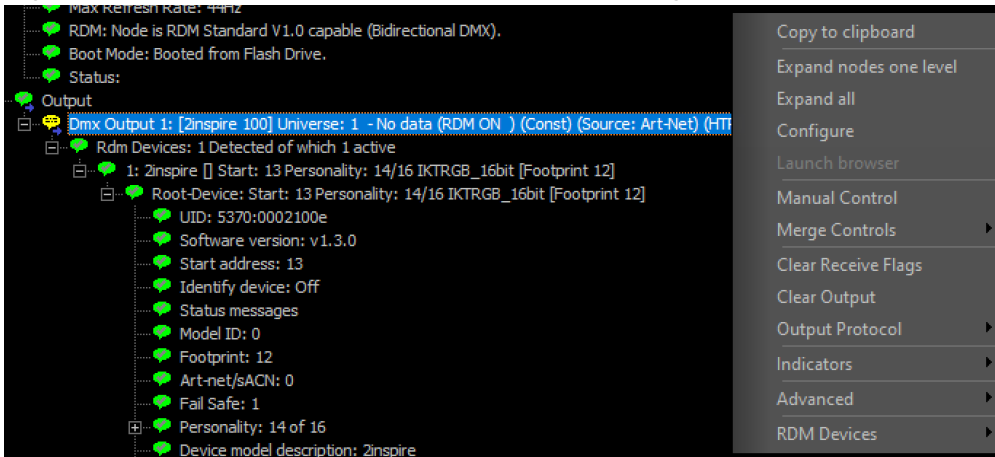 Max Refresh Rate: 44Hz
RDM: Node is RDM Standard V1.0 capable (Bidirectional DMX).
Boot Mode: Booted from Flash Drive.
Status:
Output
Dmx Output 1: [2inspire 100] Universe: 1 - No data (RDM ON ) (Const) (Source: Art-Net) (HTP
Rdm Devices: 1 Detected of which 1 active
1: 2inspire [] Start: 13 Personality: 14/16 IKTRGB_16bit [Footprint 12]
Root-Device: Start: 13 Personality: 14/16 IKTRGB_16bit [Footprint 12]
UID: 5370:0002100e
Software version: v1.3.0
Start address: 13
Identify device: Off
Status messages
Model ID: 0
Footprint: 12
Art-net/sACN: 0
Fail Safe: 1
Personality: 14 of 16
Device model description: 2inspire
Copy to clipboard
Expand nodes one level
Expand all
Configure
Launch browser
Manual Control
Merge Controls
Clear Receive Flags
Clear Output
Output Protocol
Indicators
Advanced
RDM Devices